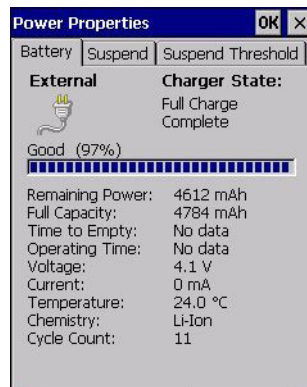 Power Properties OK ×
Battery Suspend Suspend Threshold
External Charger State:
Full Charge
Complete
Good (97%)
Remaining Power: 4612 mAh
Full Capacity: 4784 mAh
Time to Empty: No data
Operating Time: No data
Voltage: 4.1 V
Current: 0 mA
Temperature: 24.0 °C
Chemistry: Li-Ion
Cycle Count: 11